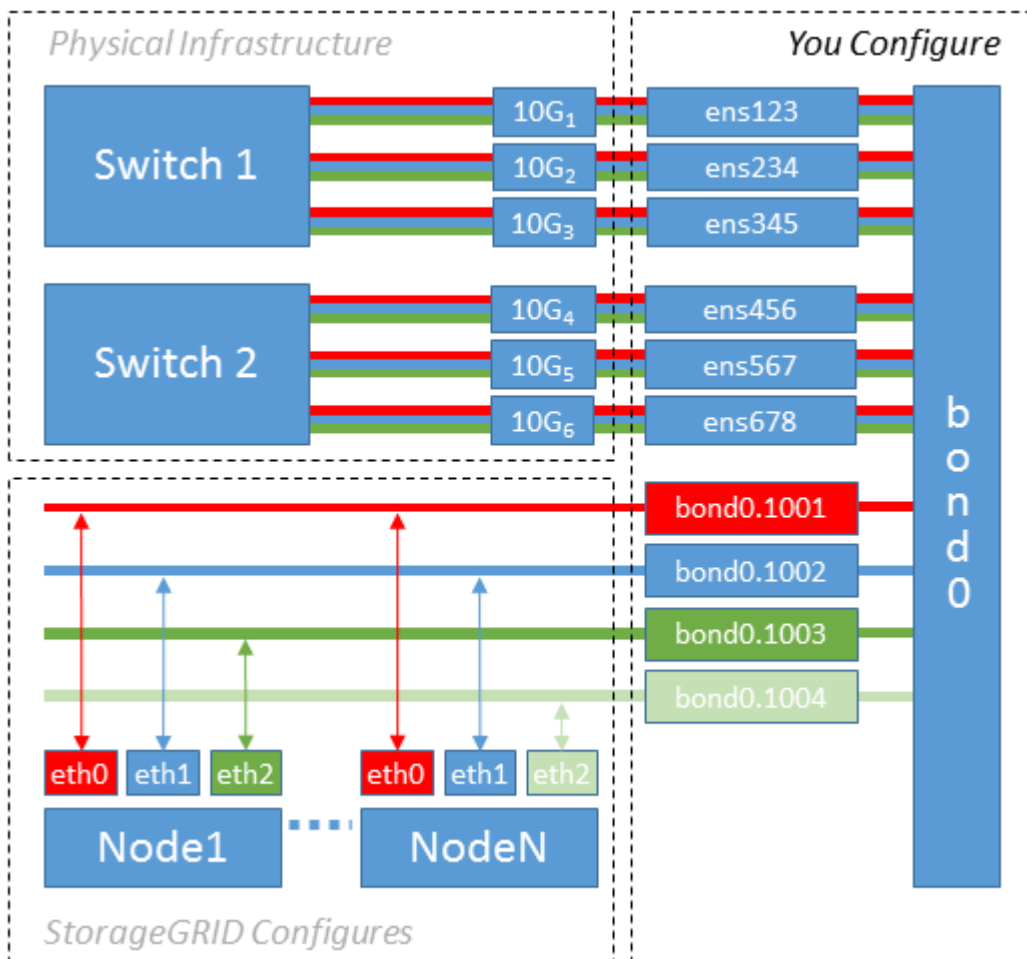 Physical Infrastructure
You Configure
Switch 1
10G₁
ens123
10G₂
ens234
10G₃
ens345
Switch 2
10G₄
ens456
10G₅
ens567
10G₆
ens678
bond0
bond0.1001
bond0.1002
bond0.1003
bond0.1004
eth0
eth1
eth2
eth0
eth1
eth2
Node1
NodeN
StorageGRID Configures